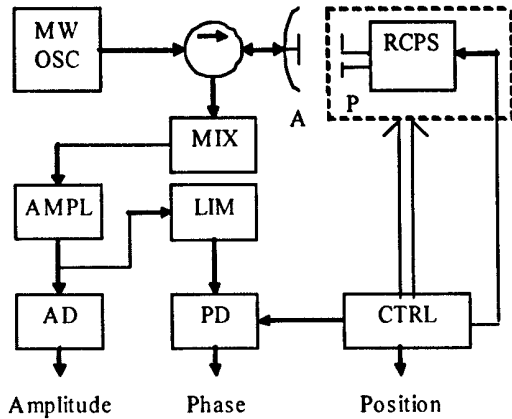 MW
OSC
RCPS
A
P
MIX
AMPL
LIM
AD
PD
CTRL
Amplitude
Phase
Position